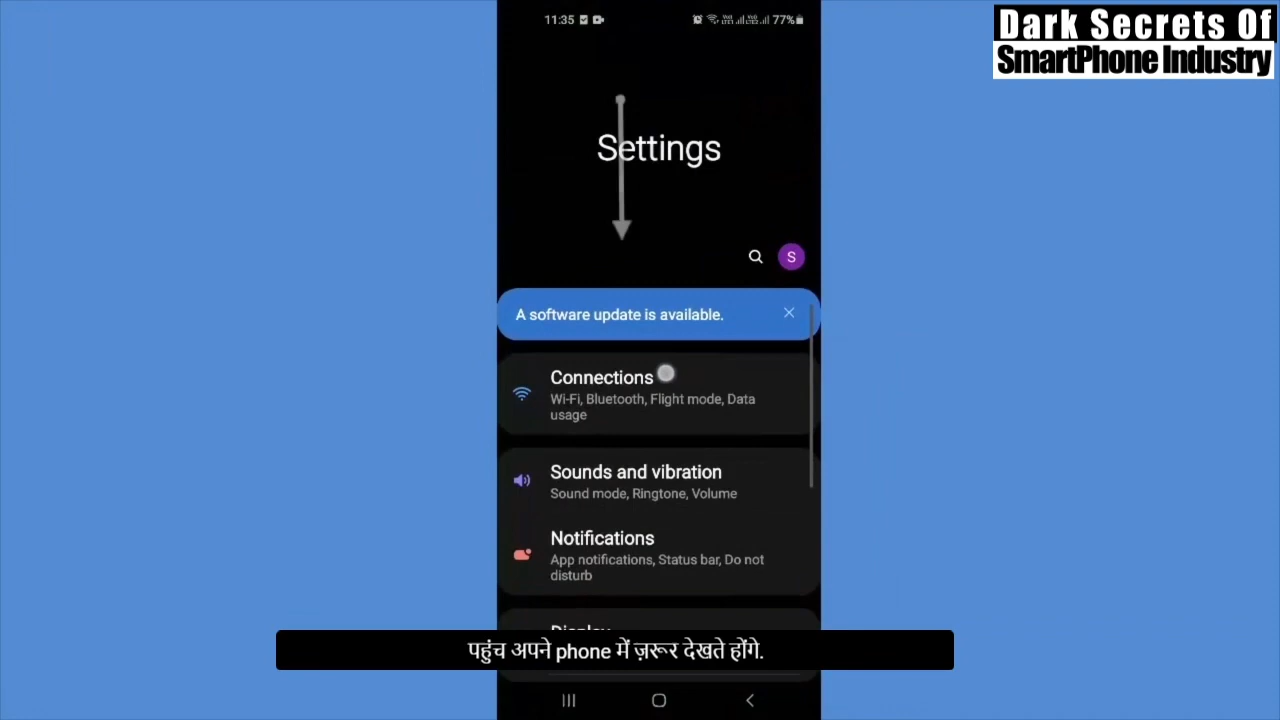 Dark Secrets Of
SmartPhone Industry
11:35
77%
Settings
S
A software update is available.
Connections
Wi-Fi, Bluetooth, Flight mode, Data
usage
Sounds and vibration
Sound mode, Ringtone, Volume
Notifications
App notifications, Status bar, Do not
disturb
Display
पहुंच अपने phone में ज़रूर देखते होंगे.